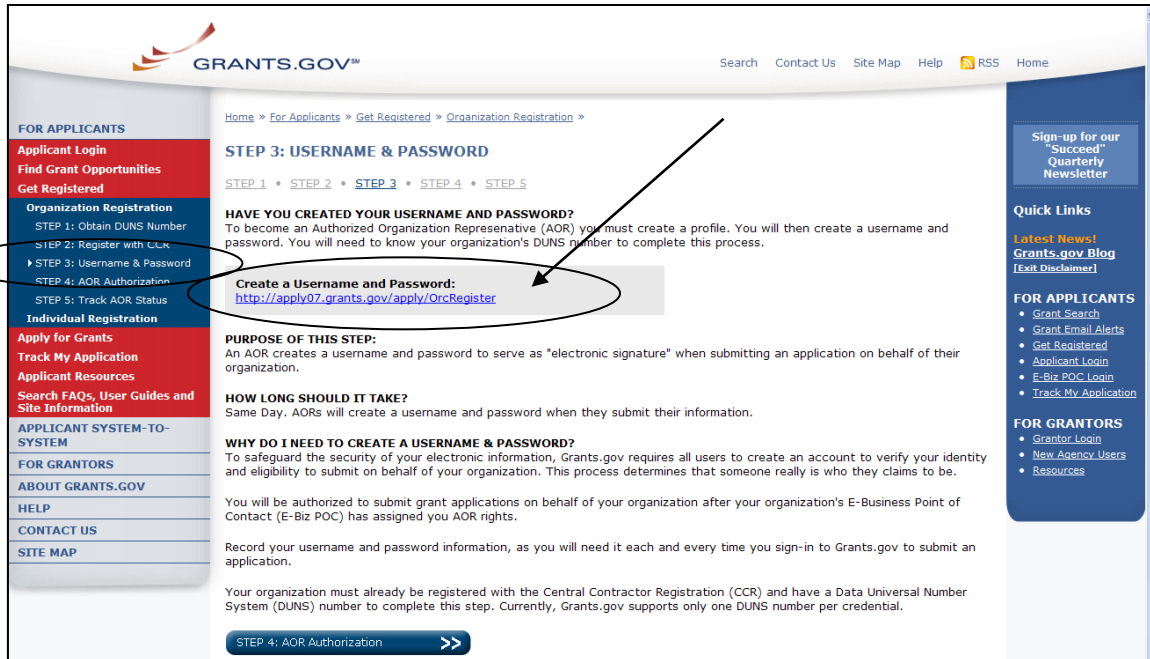 GRANTS.GOV℠
Search Contact Us Site Map Help RSS Home
FOR APPLICANTS
Applicant Login
Find Grant Opportunities
Get Registered
Organization Registration
STEP 1: Obtain DUNS Number
STEP 2: Register with CCR
STEP 3: Username & Password
STEP 4: AOR Authorization
STEP 5: Track AOR Status
Individual Registration
Apply for Grants
Track My Application
Applicant Resources
Search FAQs, User Guides and
Site Information
APPLICANT SYSTEM-TO-
SYSTEM
FOR GRANTORS
ABOUT GRANTS.GOV
HELP
CONTACT US
SITE MAP
Home » For Applicants » Get Registered » Organization Registration »
STEP 3: USERNAME & PASSWORD
STEP 1 • STEP 2 • STEP 3 • STEP 4 • STEP 5
HAVE YOU CREATED YOUR USERNAME AND PASSWORD?
To become an Authorized Organization Represenative (AOR) you must create a profile. You will then create a username and
password. You will need to know your organization's DUNS number to complete this process.
Create a Username and Password:
http://apply07.grants.gov/apply/OrcRegister
PURPOSE OF THIS STEP:
An AOR creates a username and password to serve as "electronic signature" when submitting an application on behalf of their
organization.
HOW LONG SHOULD IT TAKE?
Same Day. AORs will create a username and password when they submit their information.
WHY DO I NEED TO CREATE A USERNAME & PASSWORD?
To safeguard the security of your electronic information, Grants.gov requires all users to create an account to verify your identity
and eligibility to submit on behalf of your organization. This process determines that someone really is who they claims to be.
You will be authorized to submit grant applications on behalf of your organization after your organization's E-Business Point of
Contact (E-Biz POC) has assigned you AOR rights.
Record your username and password information, as you will need it each and every time you sign-in to Grants.gov to submit an
application.
Your organization must already be registered with the Central Contractor Registration (CCR) and have a Data Universal Number
System (DUNS) number to complete this step. Currently, Grants.gov supports only one DUNS number per credential.
STEP 4: AOR Authorization >>
Sign-up for our
"Succeed"
Quarterly
Newsletter
Quick Links
Latest News!
Grants.gov Blog
[Exit Disclaimer]
FOR APPLICANTS
• Grant Search
• Grant Email Alerts
• Get Registered
• Applicant Login
• E-Biz POC Login
• Track My Application
FOR GRANTORS
• Grantor Login
• New Agency Users
• Resources